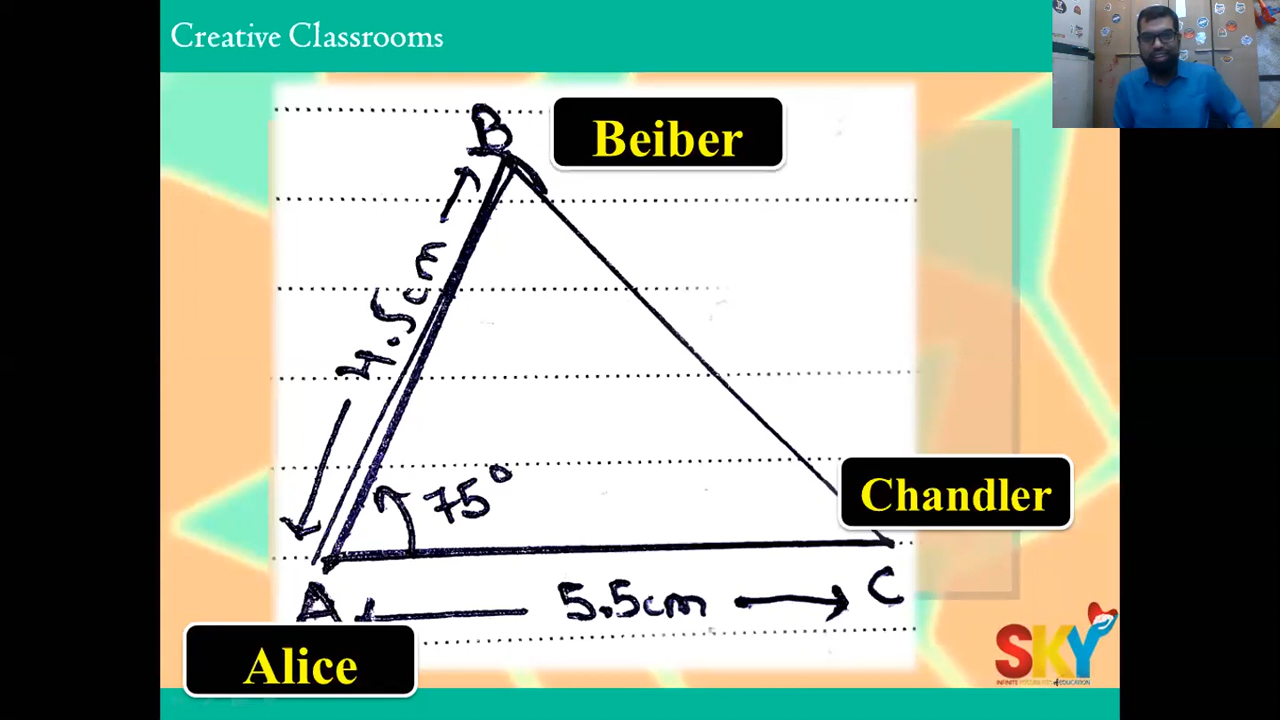 Creative Classrooms
B
Beiber
4.5cm
75°
Chandler
A
5.5cm
C
Alice
SKY